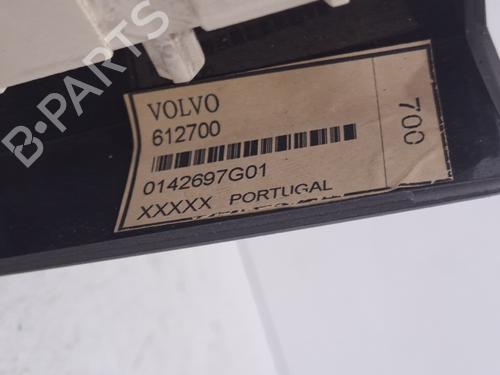 B-PARTS
VOLVO
612700
0142697G01
XXXXX PORTUGAL
700